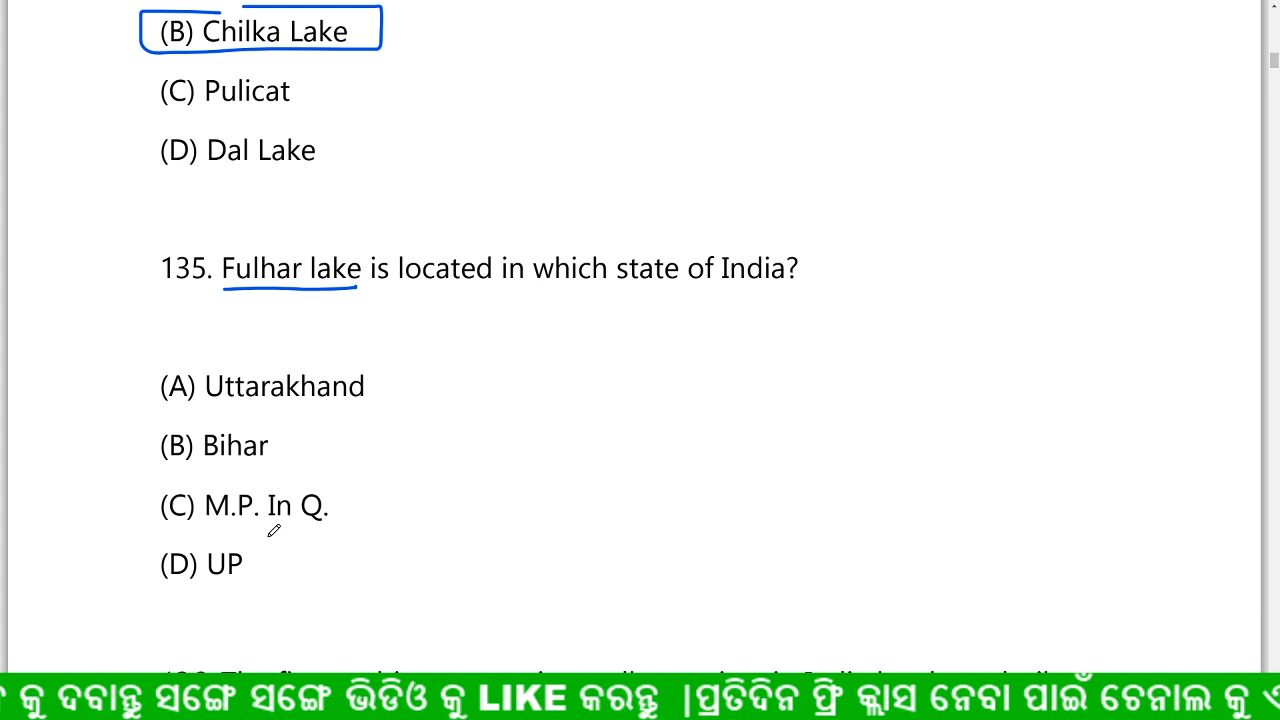 (B) Chilka Lake
(C) Pulicat
(D) Dal Lake
135. Fulhar lake is located in which state of India?
(A) Uttarakhand
(B) Bihar
(C) M.P. In Q.
(D) UP
କୁ ଦବାନ୍ତୁ ସଙ୍ଗେ ସଙ୍ଗେ ଭିଡିଓ କୁ LIKE କରନ୍ତୁ |ପ୍ରତିଦିନ ଫ୍ରି କ୍ଲାସ ନେବା ପାଇଁ ଚେନାଲ କୁ